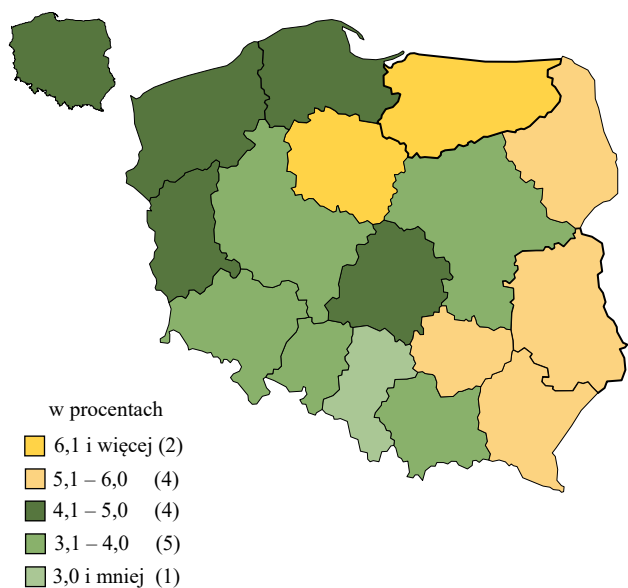 w procentach
6,1 i więcej (2)
5,1 – 6,0 (4)
4,1 – 5,0 (4)
3,1 – 4,0 (5)
3,0 i mniej (1)